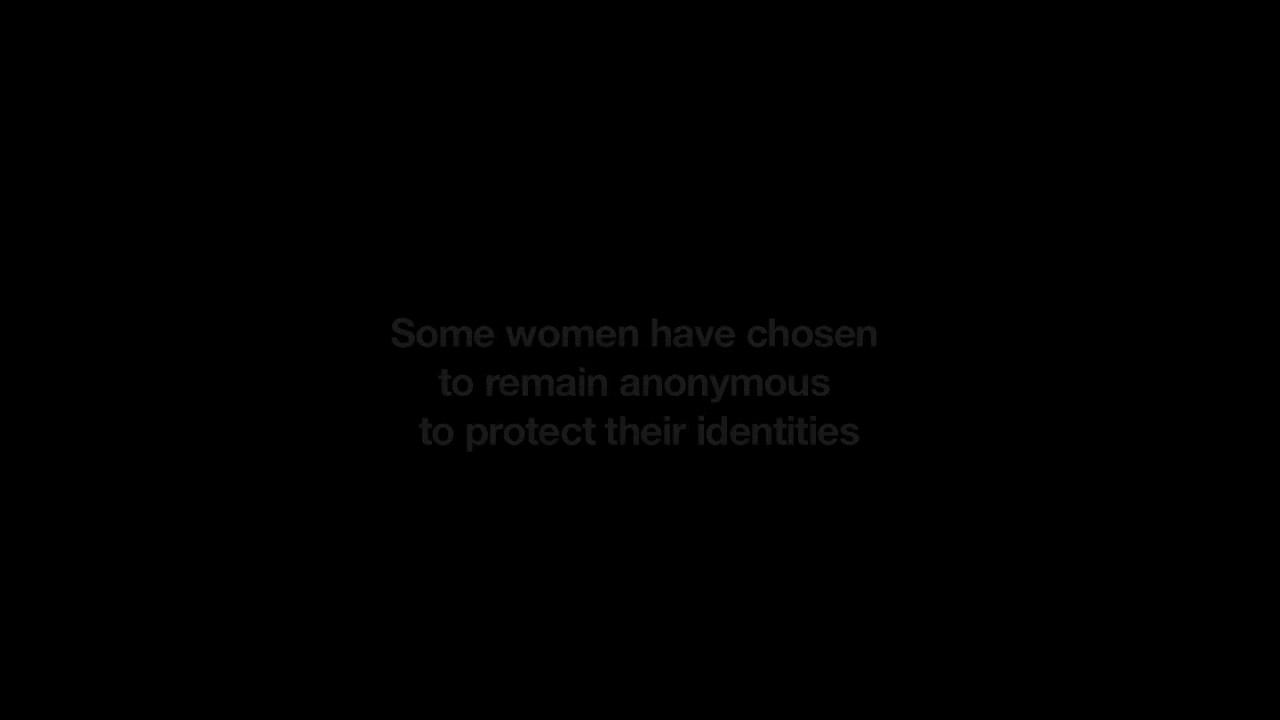 Some women have chosen
to remain anonymous
to protect their identities